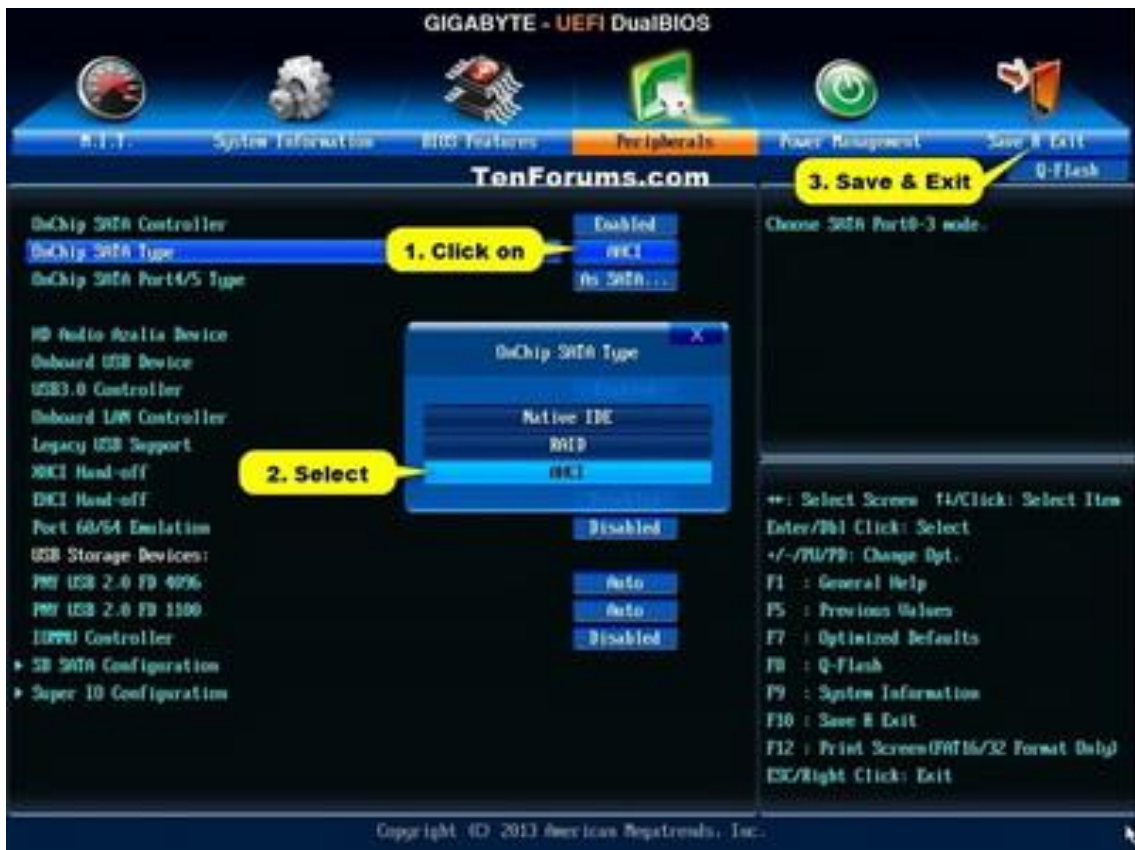 GIGABYTE - UEFI DualBIOS
M.I.T.
System Information
BIOS Features
Peripherals
Power Management
Save & Exit
Q-Flash
TenForums.com
3. Save & Exit
OnChip SATA Controller
Enabled
OnChip SATA Type
1. Click on
AHCI
OnChip SATA Port4/5 Type
As SATA...
HD Audio Azalia Device
Onboard USB Device
USB3.0 Controller
Onboard LAN Controller
Legacy USB Support
XHCI Hand-off
EHCI Hand-off
Port 60/64 Emulation
Disabled
USB Storage Devices:
PNY USB 2.0 FD 4096
Auto
PNY USB 2.0 FD 1100
Auto
IOMMU Controller
Disabled
SB SATA Configuration
Super IO Configuration
X
OnChip SATA Type
Native IDE
RAID
2. Select
AHCI
Choose SATA Port0-3 mode.
↔: Select Screen ↑↓/Click: Select Item
Enter/Dbl Click: Select
+/-/PU/PD: Change Opt.
F1 : General Help
F5 : Previous Values
F7 : Optimized Defaults
F8 : Q-Flash
F9 : System Information
F10 : Save & Exit
F12 : Print Screen(FAT16/32 Format Only)
ESC/Right Click: Exit
Copyright (C) 2013 American Megatrends, Inc.